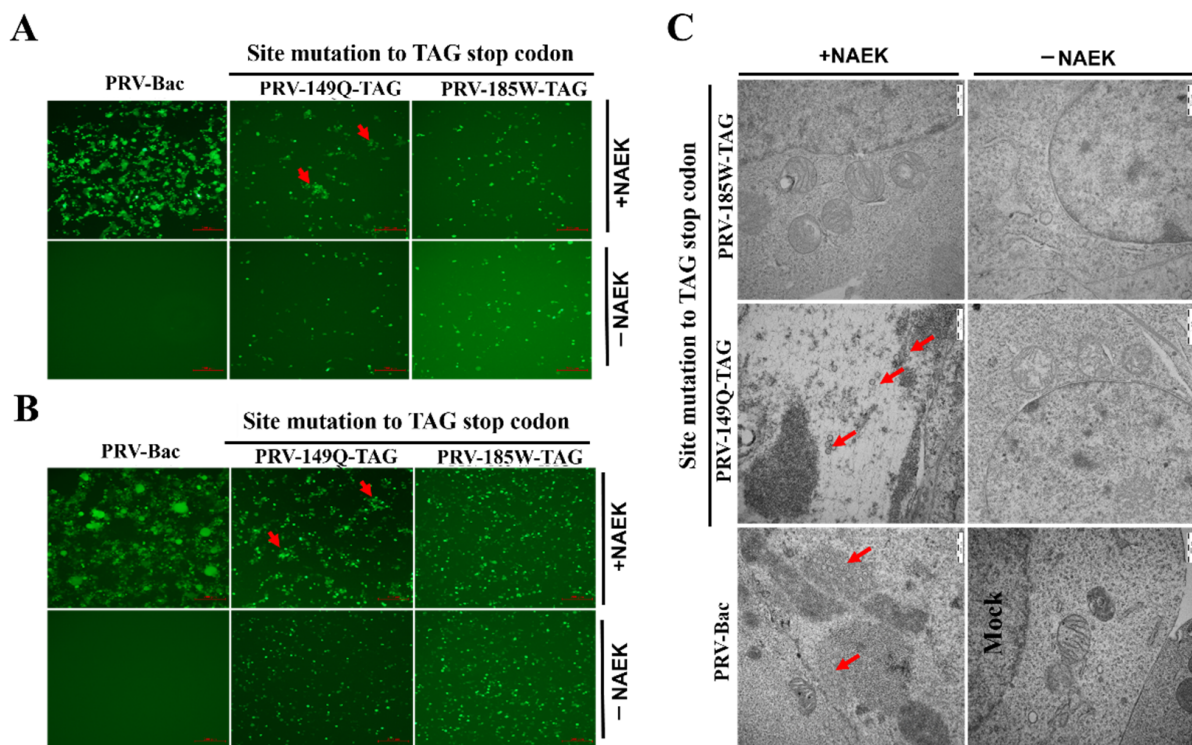 A
Site mutation to TAG stop codon
PRV-Bac
PRV-149Q-TAG
PRV-185W-TAG
+NAEK
−NAEK
B
Site mutation to TAG stop codon
PRV-Bac
PRV-149Q-TAG
PRV-185W-TAG
+NAEK
−NAEK
C
+NAEK
−NAEK
Site mutation to TAG stop codon
PRV-185W-TAG
PRV-149Q-TAG
PRV-Bac
Mock